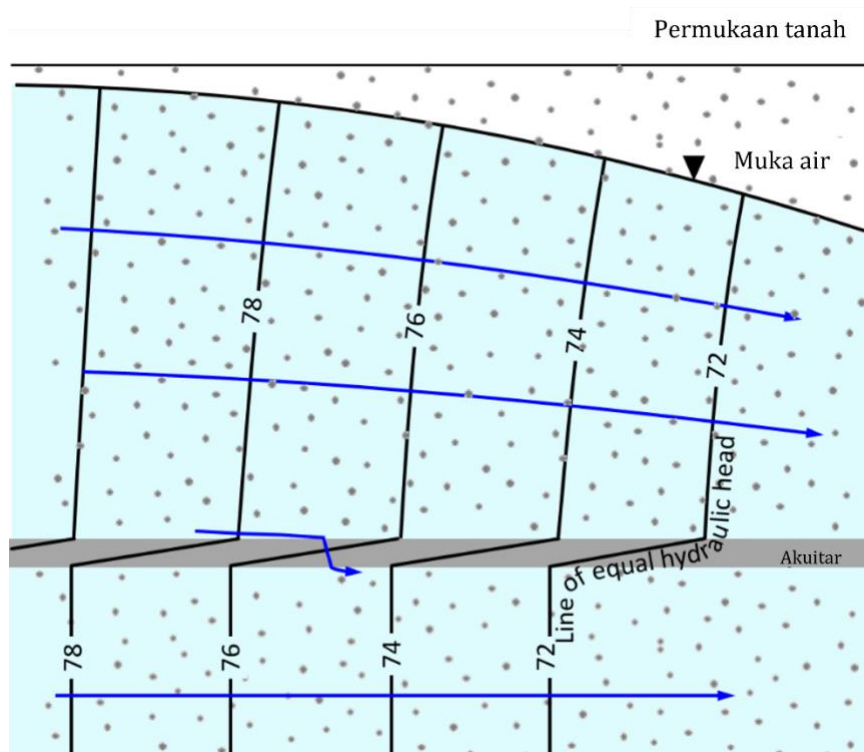 Permukaan tanah
Muka air
78
76
74
72
Line of equal hydraulic head
Akuitar
78
76
74
72